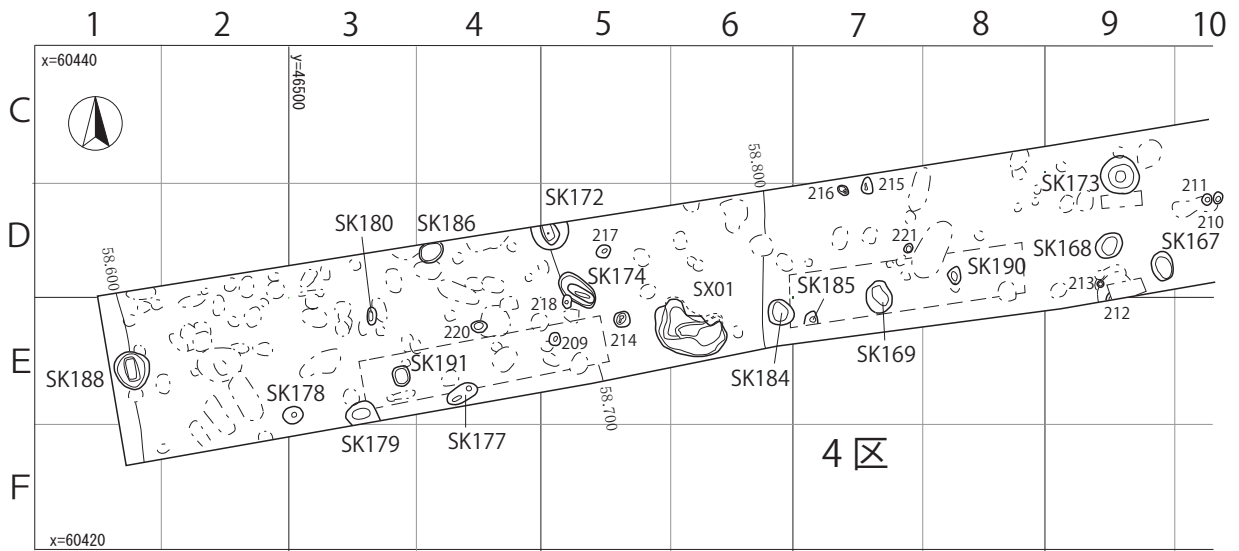 1 2 3 4 5 6 7 8 9 10
x=60440
y=46500
C
58.800
SK173
216
215
211
210
D
SK180
SK186
SK172
217
221
SK168
SK167
58.600
SK174
SK190
218
SX01
SK185
213
212
220
209
214
E
SK188
SK191
SK184
SK169
SK178
58.700
SK179
SK177
4区
F
x=60420